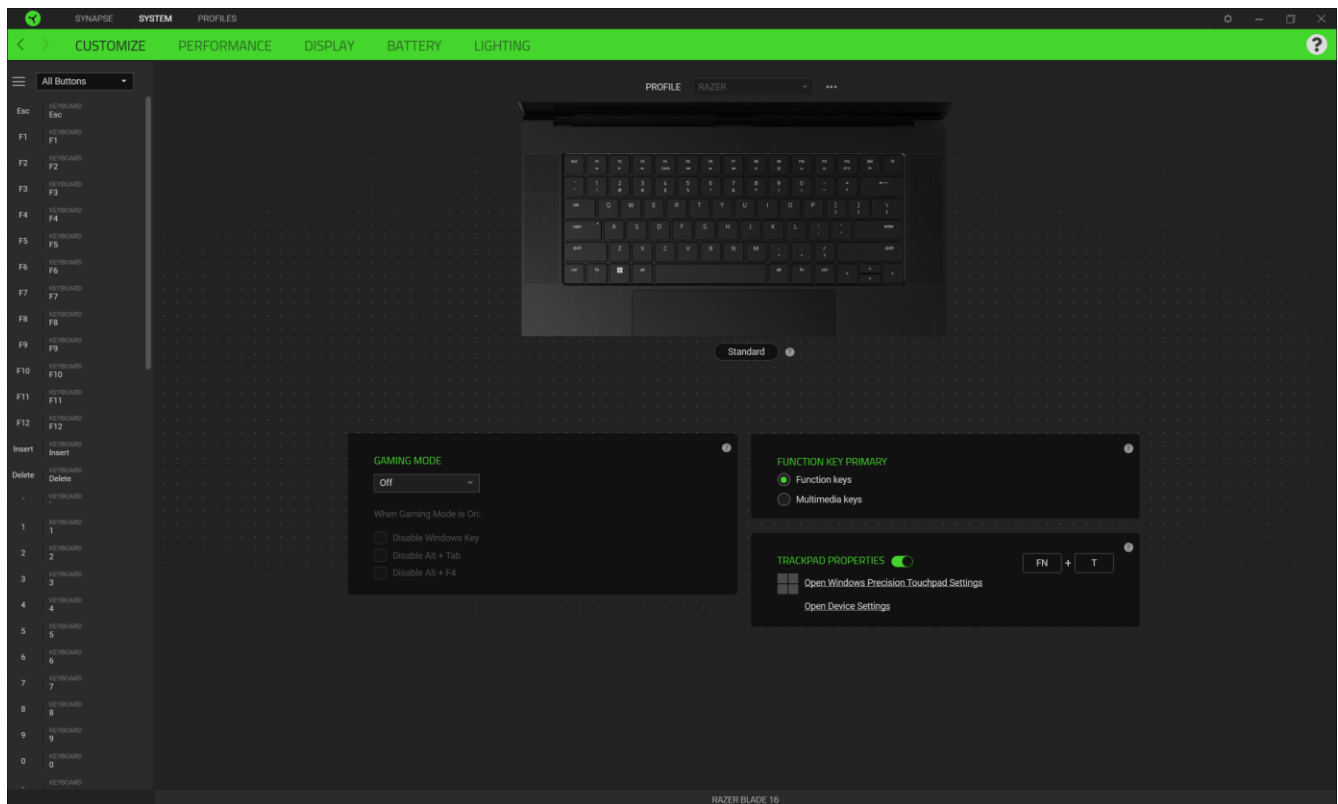 SYNAPSE SYSTEM PROFILES
CUSTOMIZE PERFORMANCE DISPLAY BATTERY LIGHTING ?
All Buttons
PROFILE RAZER •••
Esc KEYBOARD
Esc
F1 KEYBOARD
F1
F2 KEYBOARD
F2
F3 KEYBOARD
F3
F4 KEYBOARD
F4
F5 KEYBOARD
F5
F6 KEYBOARD
F6
F7 KEYBOARD
F7
F8 KEYBOARD
F8
F9 KEYBOARD
F9
F10 KEYBOARD
F10
F11 KEYBOARD
F11
F12 KEYBOARD
F12
Insert KEYBOARD
Insert
Delete KEYBOARD
Delete
KEYBOARD
1 KEYBOARD
1
2 KEYBOARD
2
3 KEYBOARD
3
4 KEYBOARD
4
5 KEYBOARD
5
6 KEYBOARD
6
7 KEYBOARD
7
8 KEYBOARD
8
9 KEYBOARD
9
0 KEYBOARD
0
KEYBOARD
Q W E R T Y U I O P
A S D F G H J K L
Z X C V B N M
Standard ?
GAMING MODE ?
Off
When Gaming Mode is On:
Disable Windows Key
Disable Alt + Tab
Disable Alt + F4
FUNCTION KEY PRIMARY ?
Function keys
Multimedia keys
TRACKPAD PROPERTIES FN + T ?
Open Windows Precision Touchpad Settings
Open Device Settings
RAZER BLADE 16